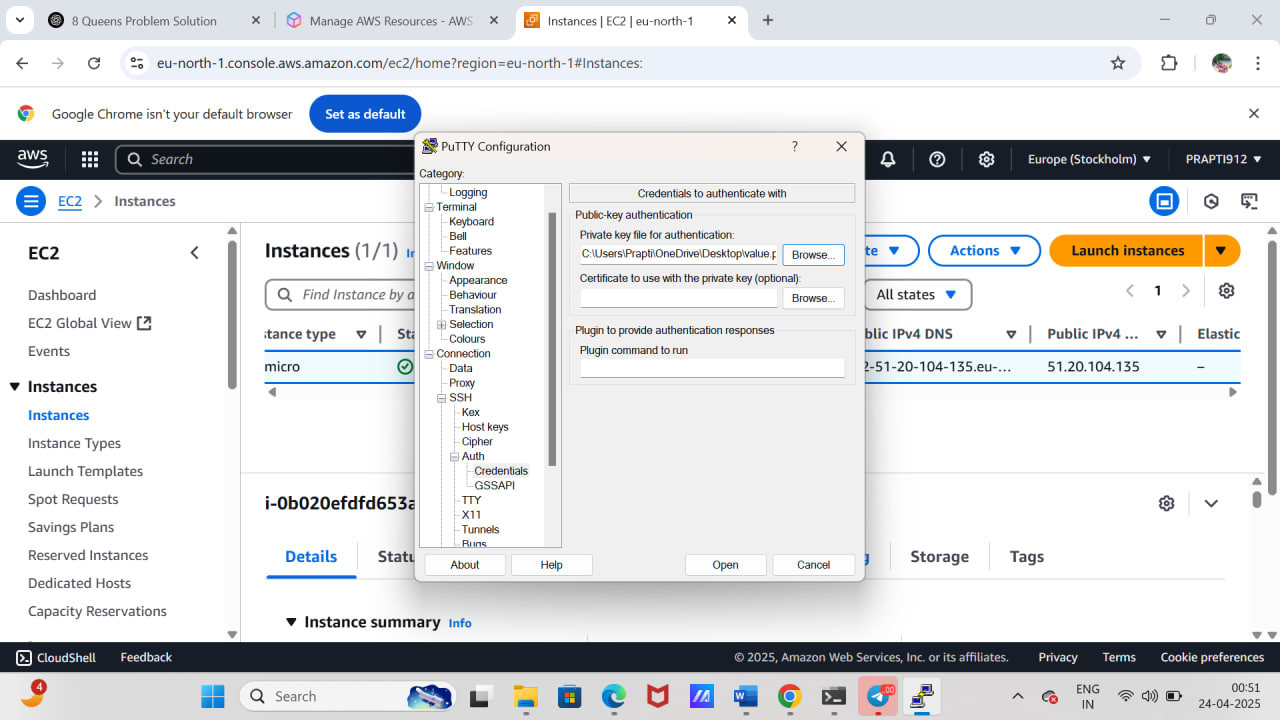 8 Queens Problem Solution
Manage AWS Resources - AWS
Instances | EC2 | eu-north-1
eu-north-1.console.aws.amazon.com/ec2/home?region=eu-north-1#Instances:
Google Chrome isn't your default browser
Set as default
aws
Search
Europe (Stockholm)
PRAPTI912
EC2
Instances
PuTTY Configuration
?
Category:
Logging
Terminal
Keyboard
Bell
Features
Window
Appearance
Behaviour
Translation
Selection
Colours
Connection
Data
Proxy
SSH
Kex
Host keys
Cipher
Auth
Credentials
GSSAPI
TTY
X11
Tunnels
Bugs
Credentials to authenticate with
Public-key authentication
Private key file for authentication:
C:\Users\Prapti\OneDrive\Desktop\value.p
Browse...
Certificate to use with the private key (optional):
Browse...
Plugin to provide authentication responses
Plugin command to run
About
Help
Open
Cancel
EC2
Dashboard
EC2 Global View
Events
Instances
Instances
Instance Types
Launch Templates
Spot Requests
Savings Plans
Reserved Instances
Dedicated Hosts
Capacity Reservations
Instances (1/1)
te
Actions
Launch instances
Find Instance by a
All states
1
stance type
Sta
blic IPv4 DNS
Public IPv4 ...
Elastic
micro
2-51-20-104-135.eu-...
51.20.104.135
–
i-0b020efdfd653a
Details
Statu
Storage
Tags
Instance summary
Info
CloudShell
Feedback
© 2025, Amazon Web Services, Inc. or its affiliates.
Privacy
Terms
Cookie preferences
4
Search
.00
ENG
IN
00:51
24-04-2025